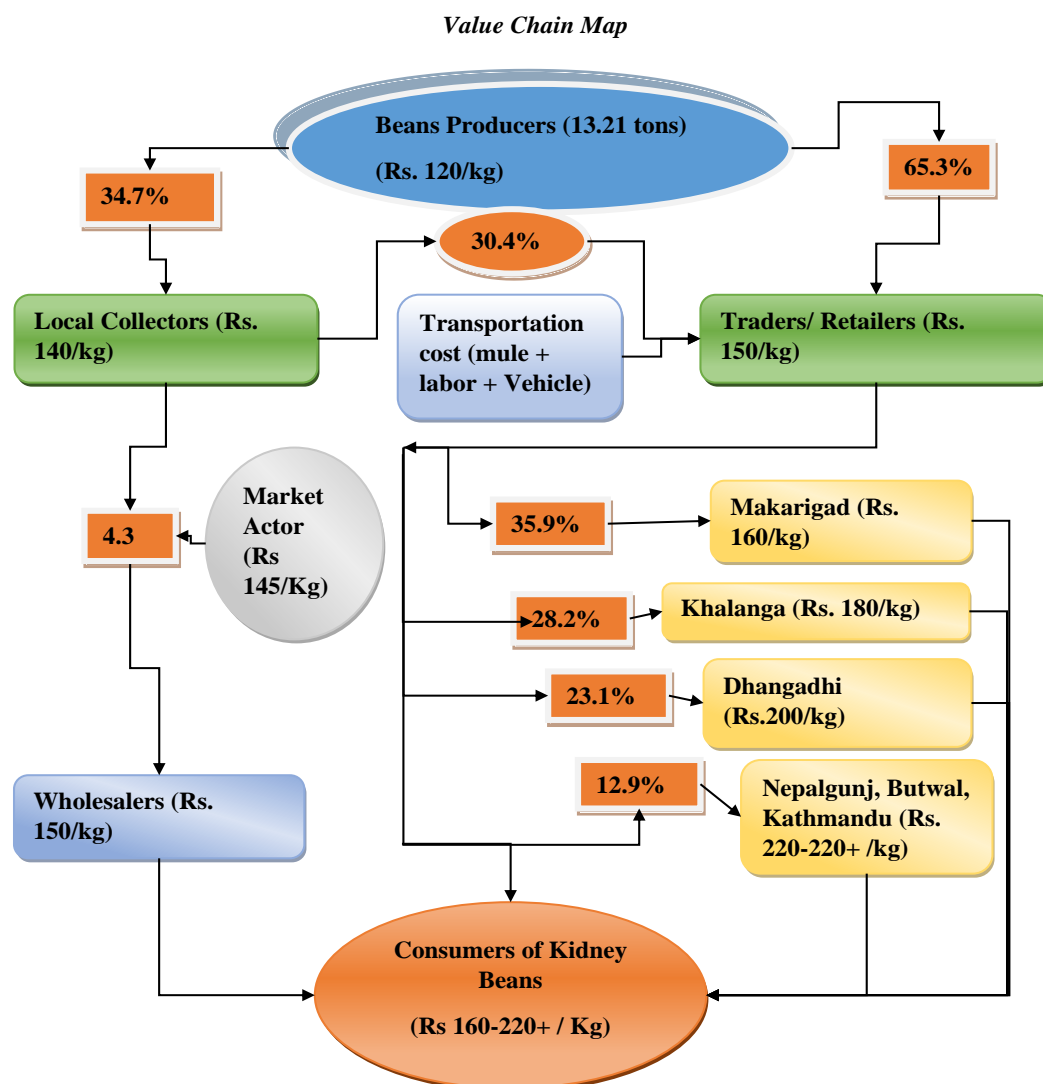 Value Chain Map
Beans Producers (13.21 tons)
(Rs. 120/kg)
34.7%
65.3%
30.4%
Local Collectors (Rs.
140/kg)
Transportation
cost (mule +
labor + Vehicle)
Traders/ Retailers (Rs.
150/kg)
Market
Actor
(Rs
145/Kg)
4.3
35.9%
Makarigad (Rs.
160/kg)
28.2%
Khalanga (Rs. 180/kg)
23.1%
Dhangadhi
(Rs.200/kg)
12.9%
Nepalgunj, Butwal,
Kathmandu (Rs.
220-220+ /kg)
Wholesalers (Rs.
150/kg)
Consumers of Kidney
Beans
(Rs 160-220+ / Kg)